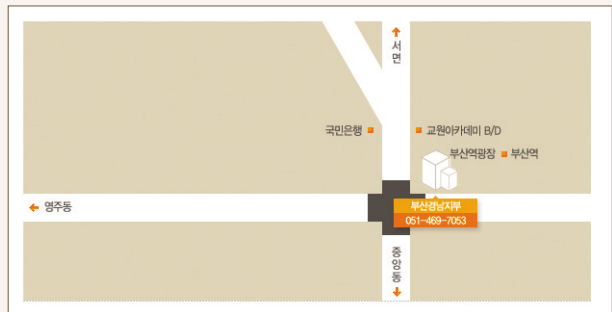 서면
국민은행
교원아카데미 B/D
부산역광장
부산역
영주동
부산경남지부
051-469-7053
중앙동